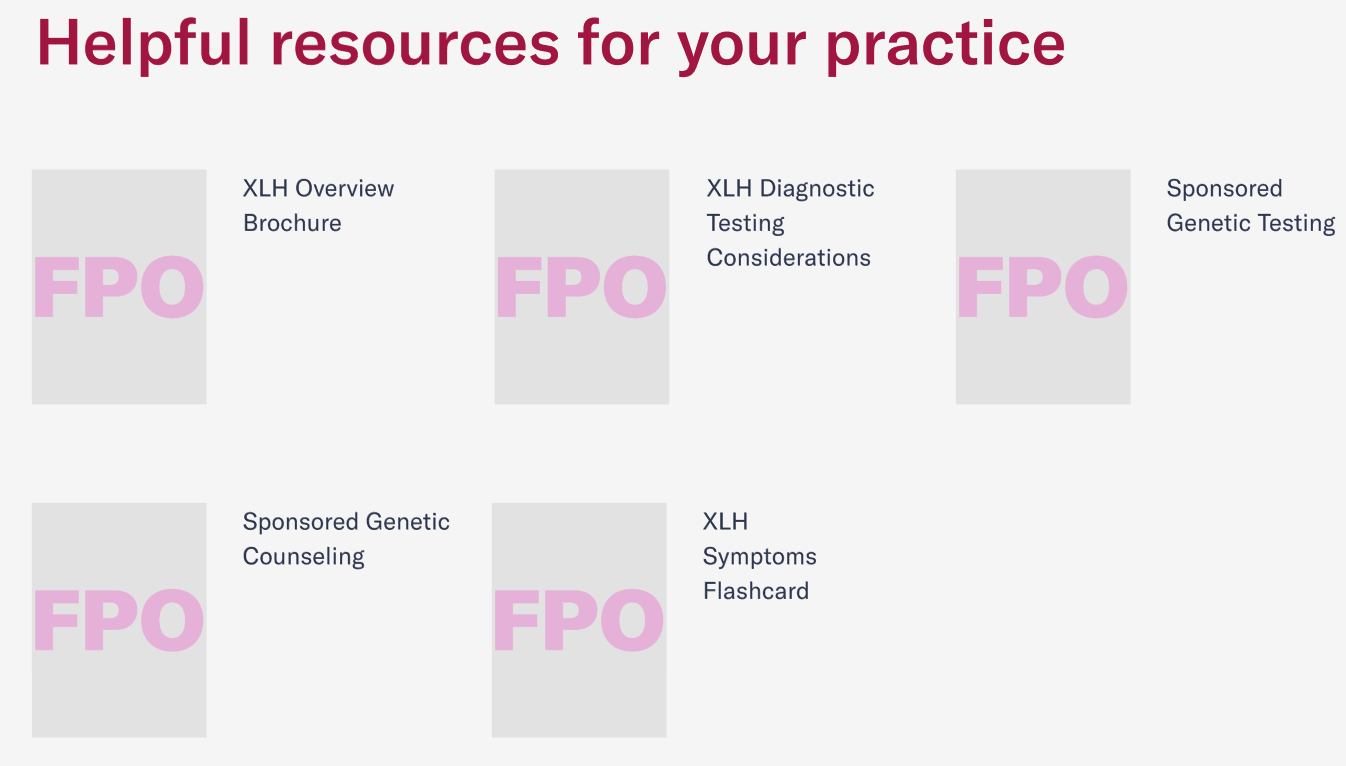 Helpful resources for your practice
FPO
XLH Overview
Brochure
FPO
XLH Diagnostic
Testing
Considerations
FPO
Sponsored
Genetic Testing
FPO
Sponsored Genetic
Counseling
FPO
XLH
Symptoms
Flashcard